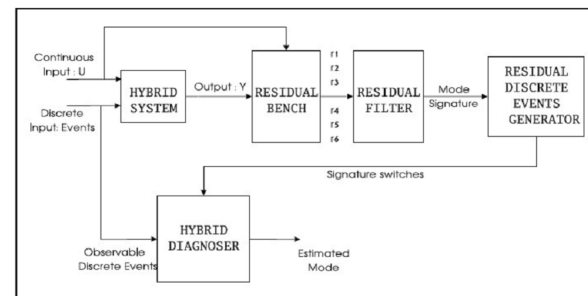 Continuous
Input : U
Discrete
Input: Events
HYBRID
SYSTEM
Output : Y
RESIDUAL
BENCH
r1
r2
r3
r4
r5
r6
RESIDUAL
FILTER
Mode
Signature
RESIDUAL
DISCRETE
EVENTS
GENERATOR
Signature switches
HYBRID
DIAGNOSER
Observable
Discrete Events
Estimated
Mode